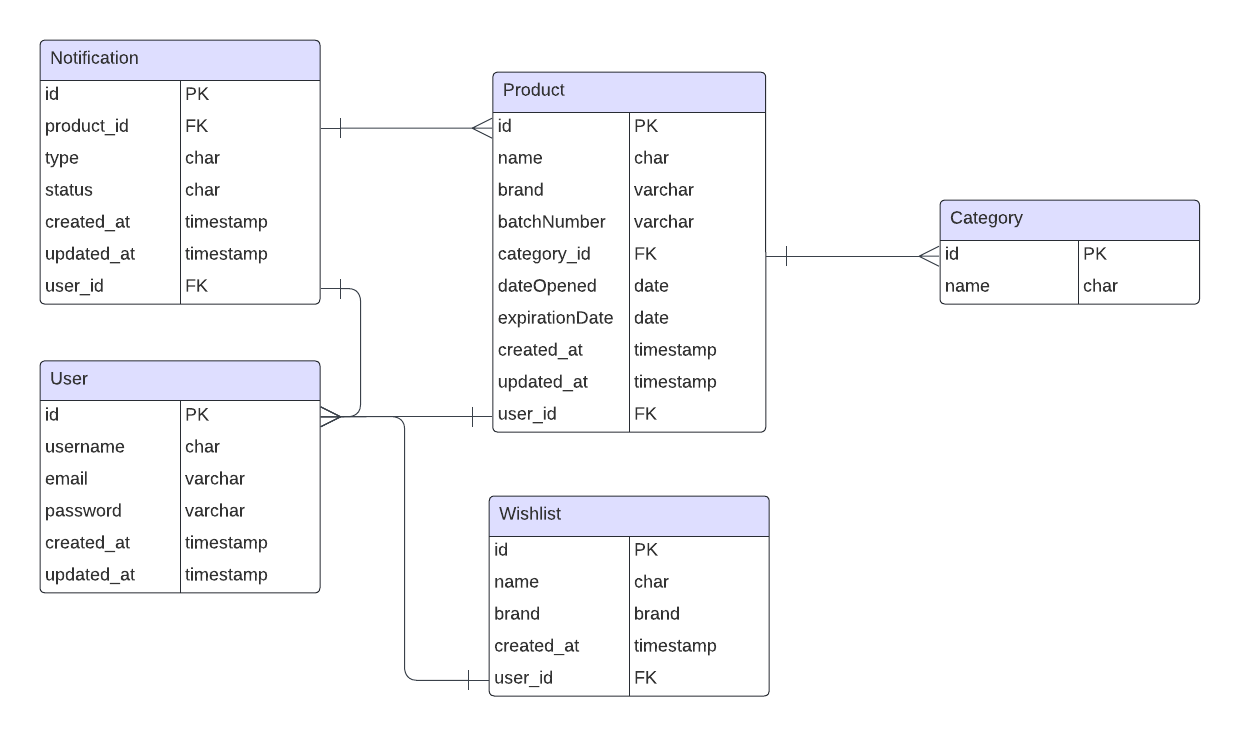 Notification
id PK
product_id FK
type char
status char
created_at timestamp
updated_at timestamp
user_id FK
Product
id PK
name char
brand varchar
batchNumber varchar
category_id FK
dateOpened date
expirationDate date
created_at timestamp
updated_at timestamp
user_id FK
Category
id PK
name char
User
id PK
username char
email varchar
password varchar
created_at timestamp
updated_at timestamp
Wishlist
id PK
name char
brand brand
created_at timestamp
user_id FK